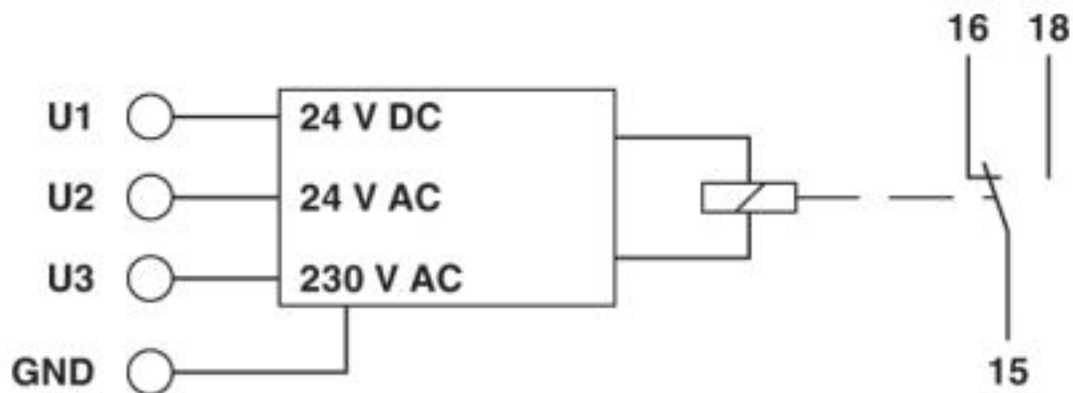 16 18
U1 24 V DC
U2 24 V AC
U3 230 V AC
GND
15